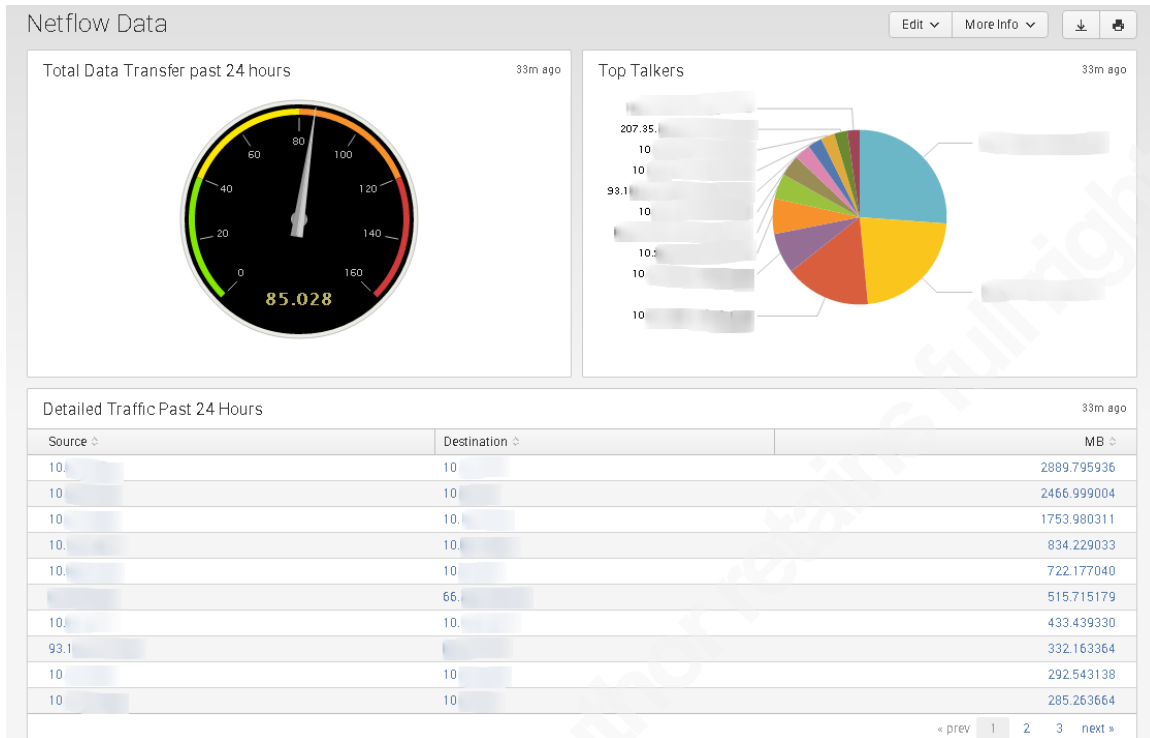 Netflow Data
Edit More Info
Total Data Transfer past 24 hours 33m ago
0 20 40 60 80 100 120 140 160
85.028
Top Talkers 33m ago
207.35.
10
10
93.1
10
10.
10
10
Detailed Traffic Past 24 Hours 33m ago
Source Destination MB
10. 10 2889.795936
10 10 2466.999004
10 10. 1753.980311
10. 10. 834.229033
10. 10 722.177040
66. 515.715179
10. 10. 433.439330
93.1 332.163364
10 10 292.543138
10 10 285.263664
« prev 1 2 3 next »
author retains full right